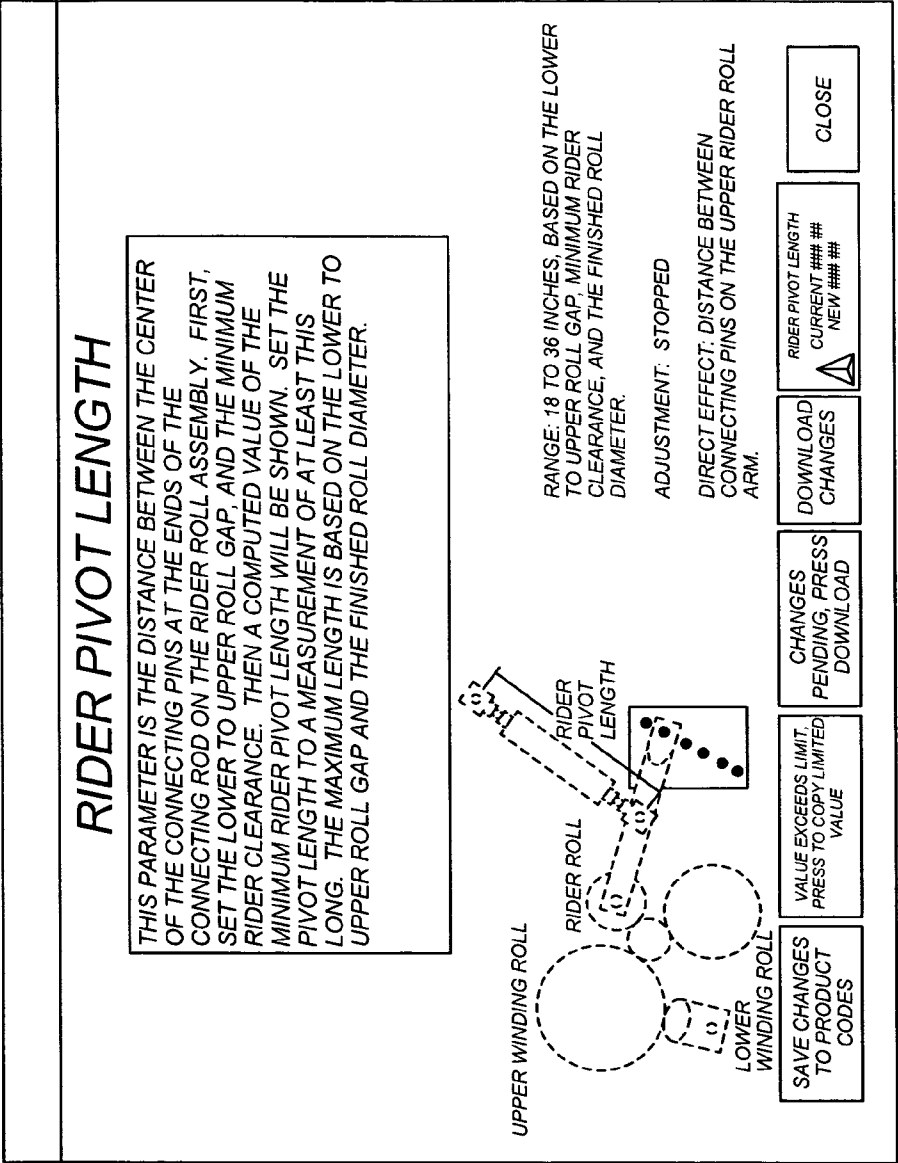 RIDER PIVOT LENGTH
THIS PARAMETER IS THE DISTANCE BETWEEN THE CENTER
OF THE CONNECTING PINS AT THE ENDS OF THE
CONNECTING ROD ON THE RIDER ROLL ASSEMBLY. FIRST,
SET THE LOWER TO UPPER ROLL GAP, AND THE MINIMUM
RIDER CLEARANCE. THEN A COMPUTED VALUE OF THE
MINIMUM RIDER PIVOT LENGTH WILL BE SHOWN. SET THE
PIVOT LENGTH TO A MEASUREMENT OF AT LEAST THIS
LONG. THE MAXIMUM LENGTH IS BASED ON THE LOWER TO
UPPER ROLL GAP AND THE FINISHED ROLL DIAMETER.
UPPER WINDING ROLL
RIDER ROLL
RIDER
PIVOT
LENGTH
LOWER
WINDING ROLL
RANGE: 18 TO 36 INCHES, BASED ON THE LOWER
TO UPPER ROLL GAP, MINIMUM RIDER
CLEARANCE, AND THE FINISHED ROLL
DIAMETER.
ADJUSTMENT: STOPPED
DIRECT EFFECT: DISTANCE BETWEEN
CONNECTING PINS ON THE UPPER RIDER ROLL
ARM.
SAVE CHANGES
TO PRODUCT
CODES
VALUE EXCEEDS LIMIT.
PRESS TO COPY LIMITED
VALUE
CHANGES
PENDING, PRESS
DOWNLOAD
DOWNLOAD
CHANGES
RIDER PIVOT LENGTH
CURRENT ### ##
NEW ### ##
CLOSE